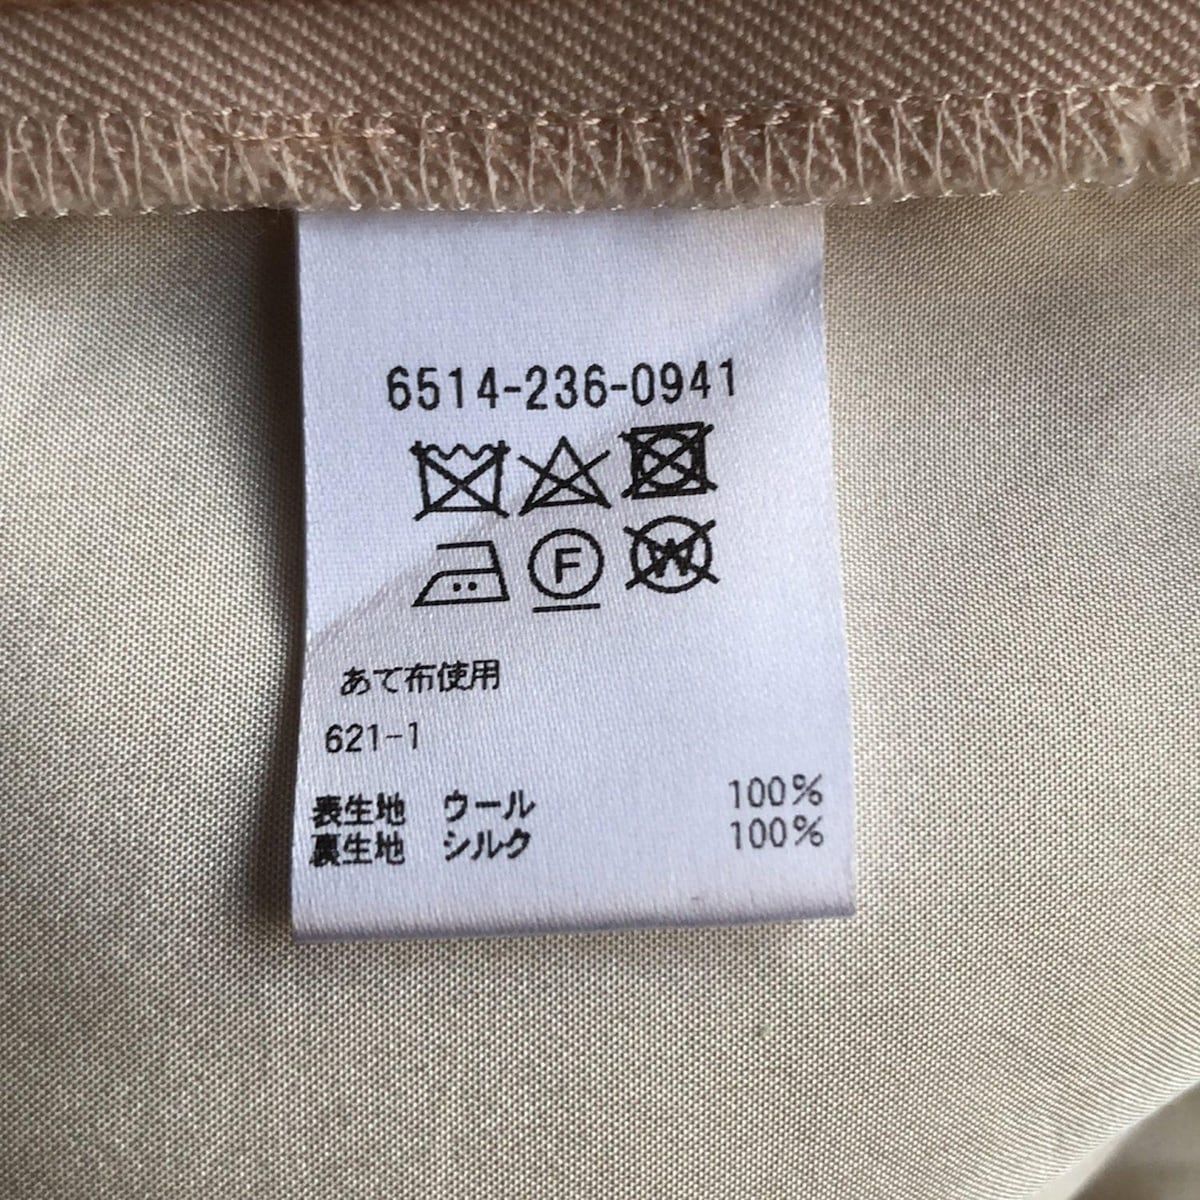 6514-236-0941
F W
あて布使用
621-1
表生地 ウール 100%
裏生地 シルク 100%